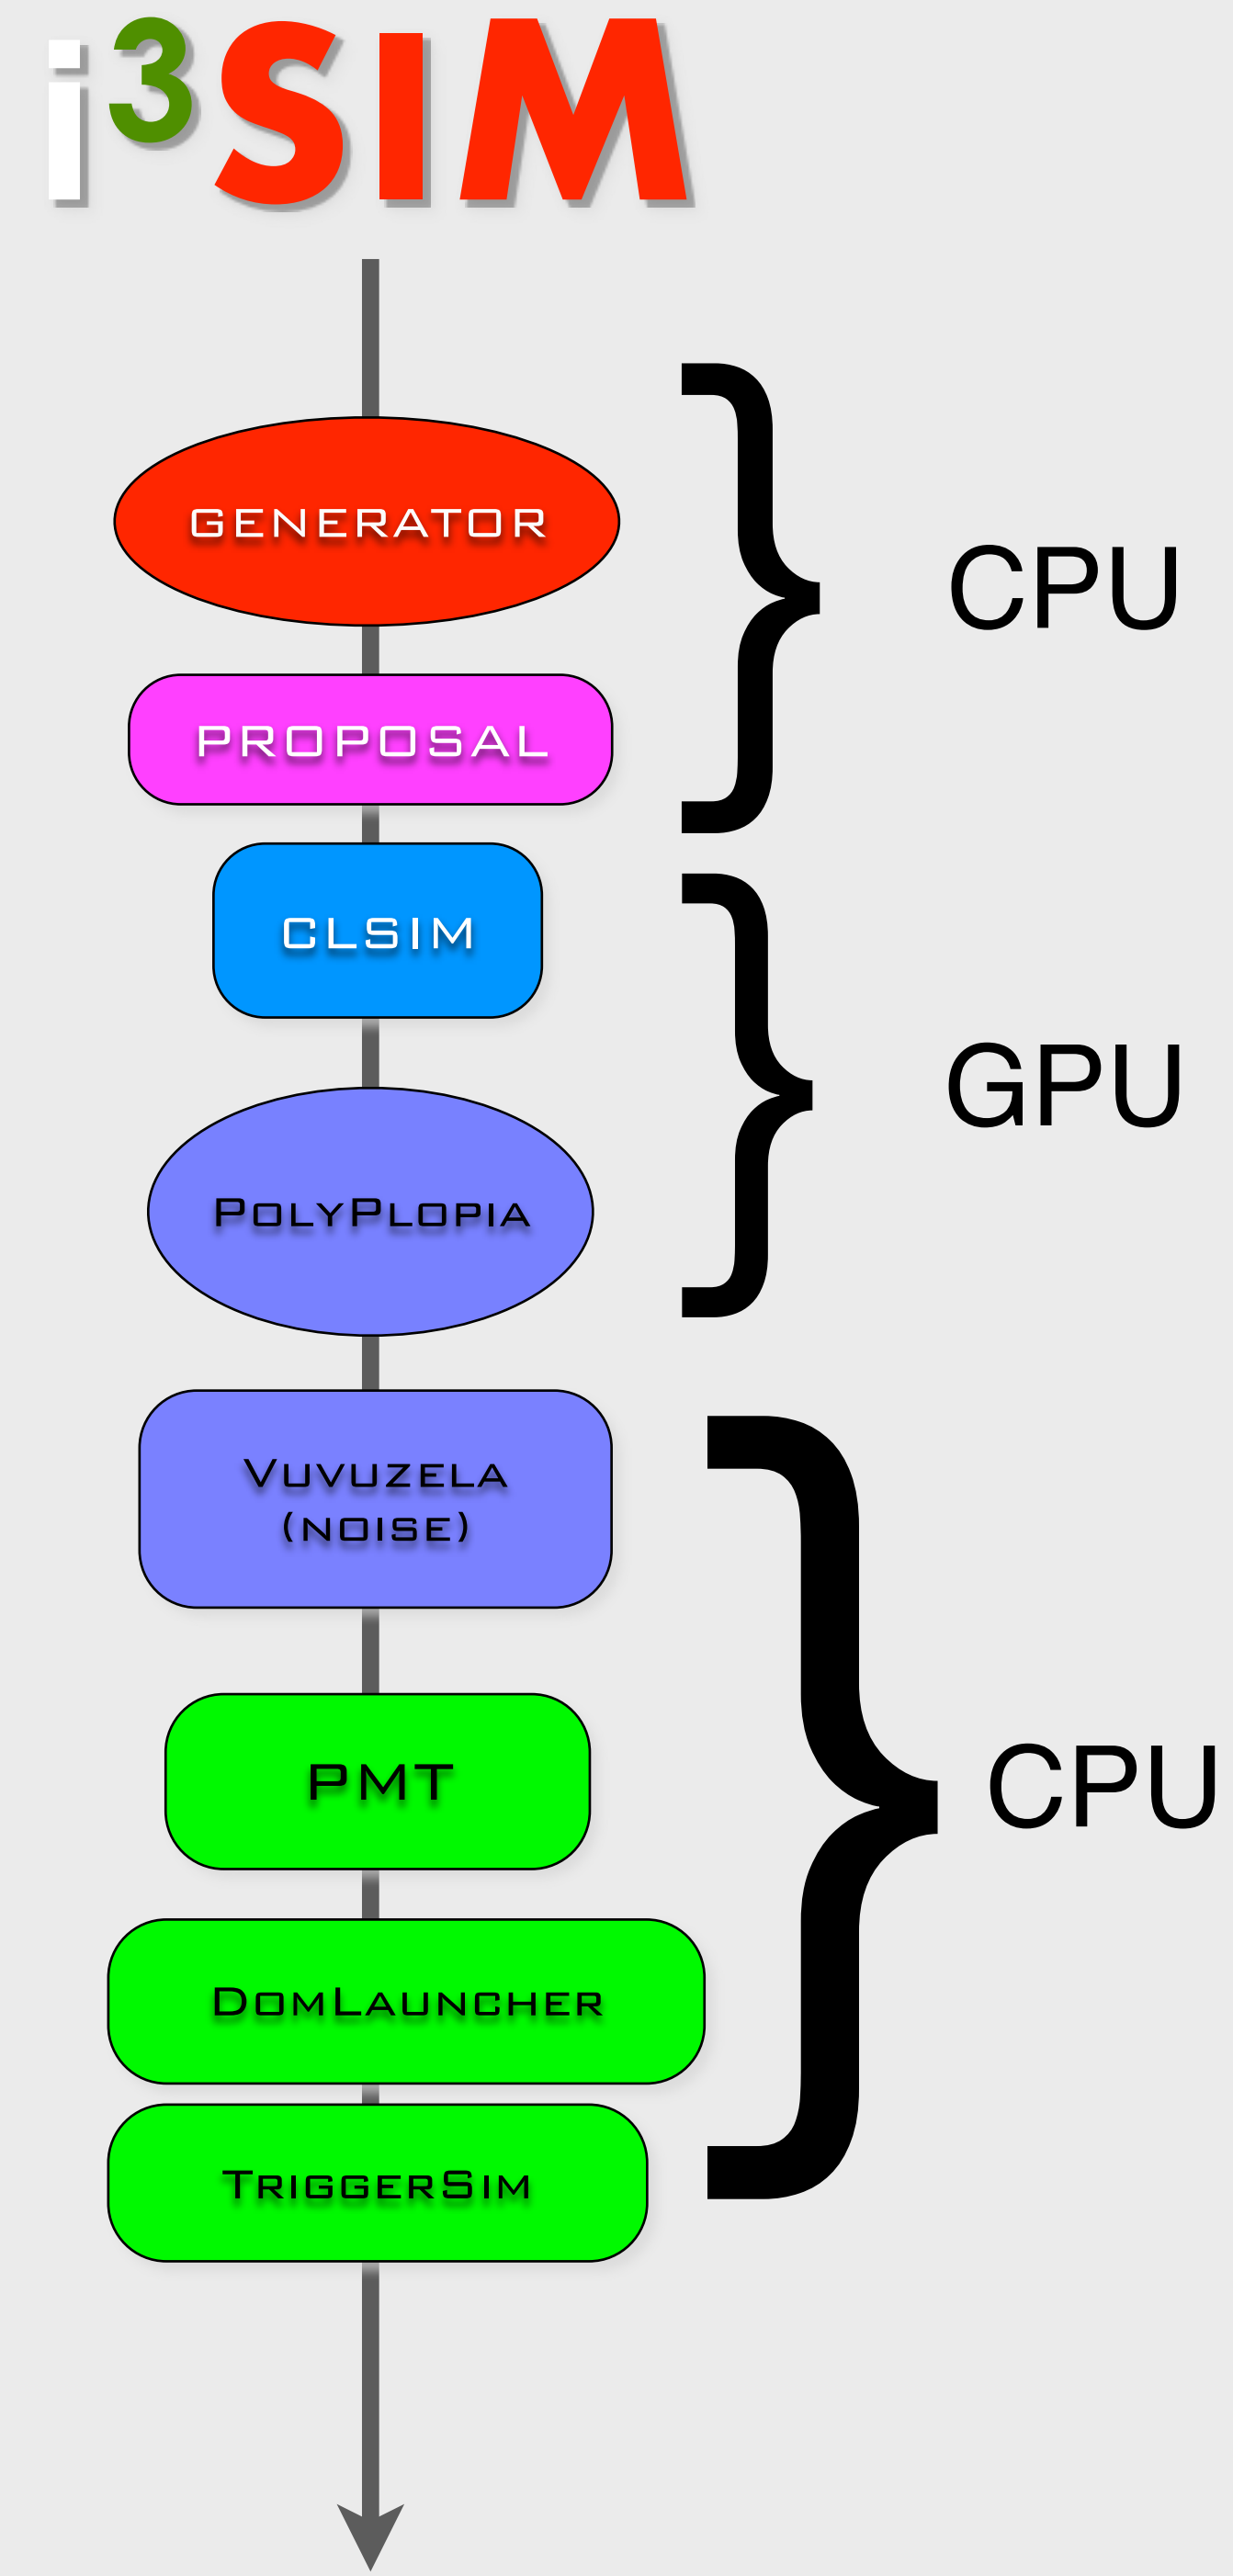 i3SIM
GENERATOR
PROPOSAL
CPU
CLSIM
POLYPLOPIA
GPU
VUVUZELA
(NOISE)
PMT
DOMLAUNCHER
TRIGGERSIM
CPU